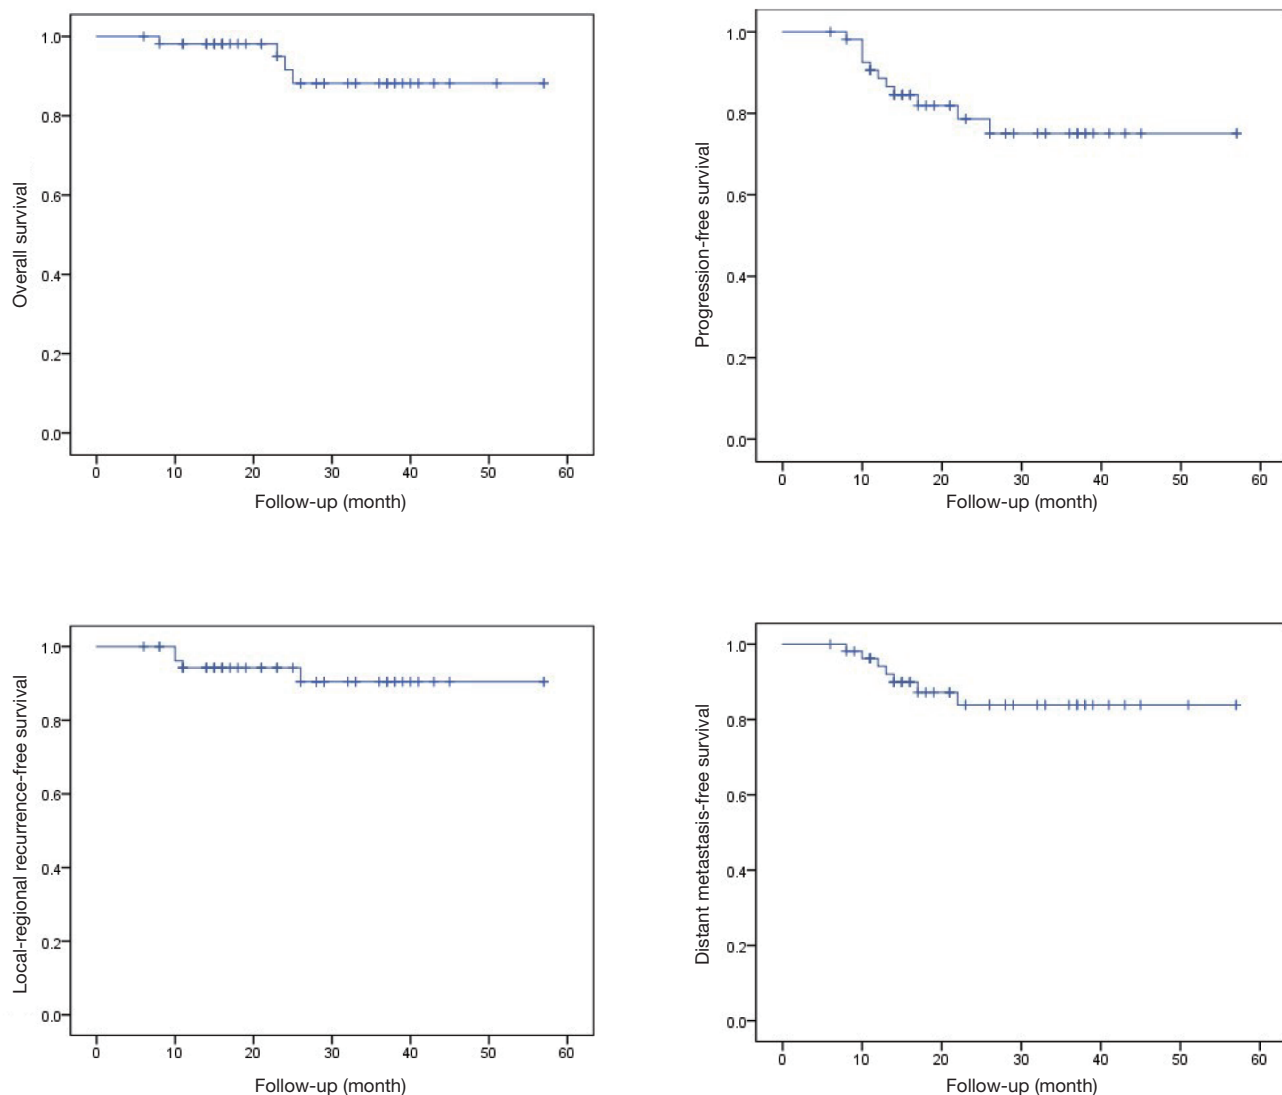 1.0
0.8
0.6
0.4
0.2
0.0
Overall survival
0 10 20 30 40 50 60
Follow-up (month)
1.0
0.8
0.6
0.4
0.2
0.0
Progression-free survival
0 10 20 30 40 50 60
Follow-up (month)
1.0
0.8
0.6
0.4
0.2
0.0
Local-regional recurrence-free survival
0 10 20 30 40 50 60
Follow-up (month)
1.0
0.8
0.6
0.4
0.2
0.0
Distant metastasis-free survival
0 10 20 30 40 50 60
Follow-up (month)